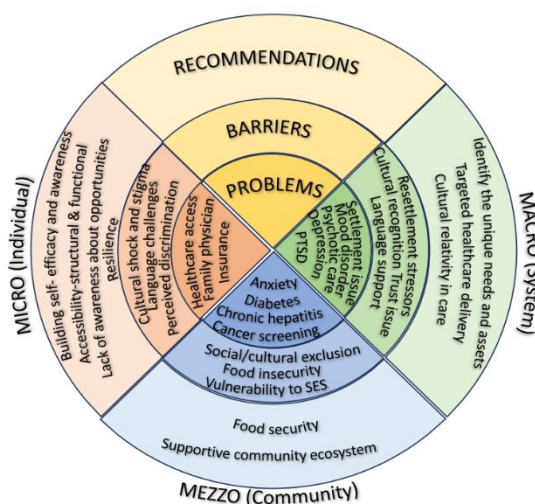 RECOMMENDATIONS
BARRIERS
PROBLEMS
MICRO (Individual)
Building self- efficacy and awareness
Accessibility-structural & functional
Lack of awareness about opportunities
Resilience
Cultural shock and stigma
Language challenges
Perceived discrimination
Healthcare access
Family physician
Insurance
MACRO (System)
Identify the unique needs and assets
Targeted healthcare delivery
Cultural relativity in care
Resettlement stressors
Cultural recognition Trust issue
Language support
Settlement issue
Mood disorder
Psychotic care
Depression
PTSD
Anxiety
Diabetes
Chronic hepatitis
Cancer screening
Social/cultural exclusion
Food insecurity
Vulnerability to SES
Food security
Supportive community ecosystem
MEZZO (Community)